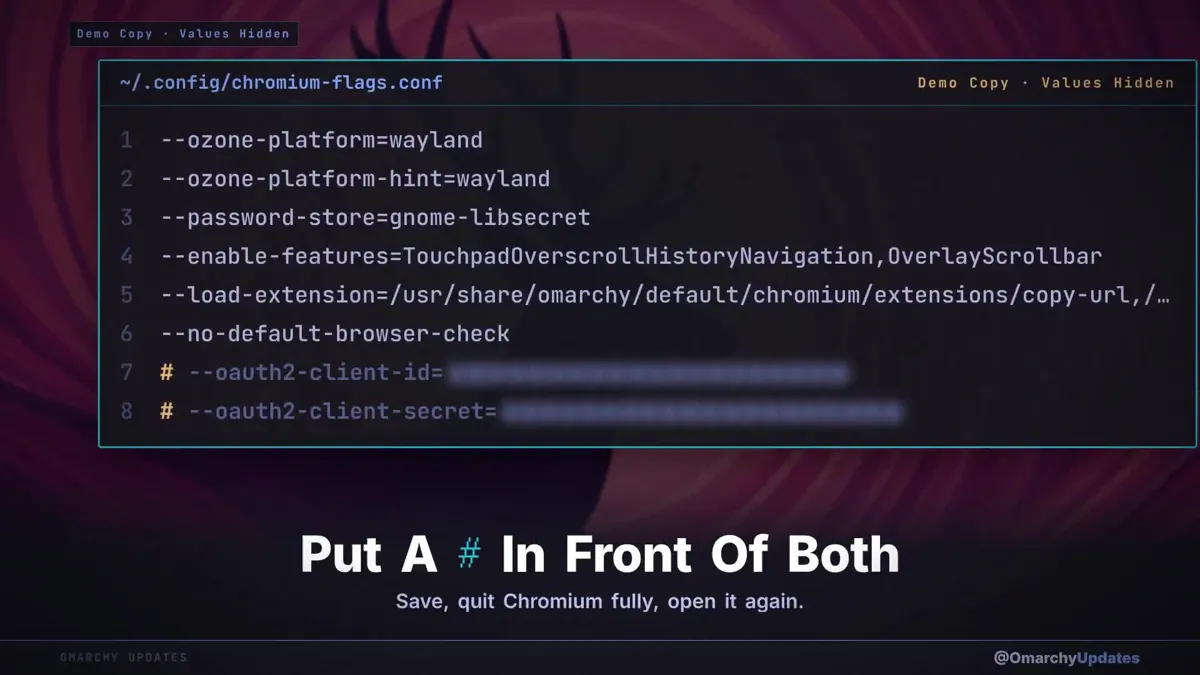 Demo Copy · Values Hidden
~/.config/chromium-flags.conf
Demo Copy · Values Hidden
1 --ozone-platform=wayland
2 --ozone-platform-hint=wayland
3 --password-store=gnome-libsecret
4 --enable-features=TouchpadOverscrollHistoryNavigation,OverlayScrollbar
5 --load-extension=/usr/share/omarchy/default/chromium/extensions/copy-url,/…
6 --no-default-browser-check
7 # --oauth2-client-id=
8 # --oauth2-client-secret=
Put A # In Front Of Both
Save, quit Chromium fully, open it again.
OMARCHY UPDATES
@OmarchyUpdates